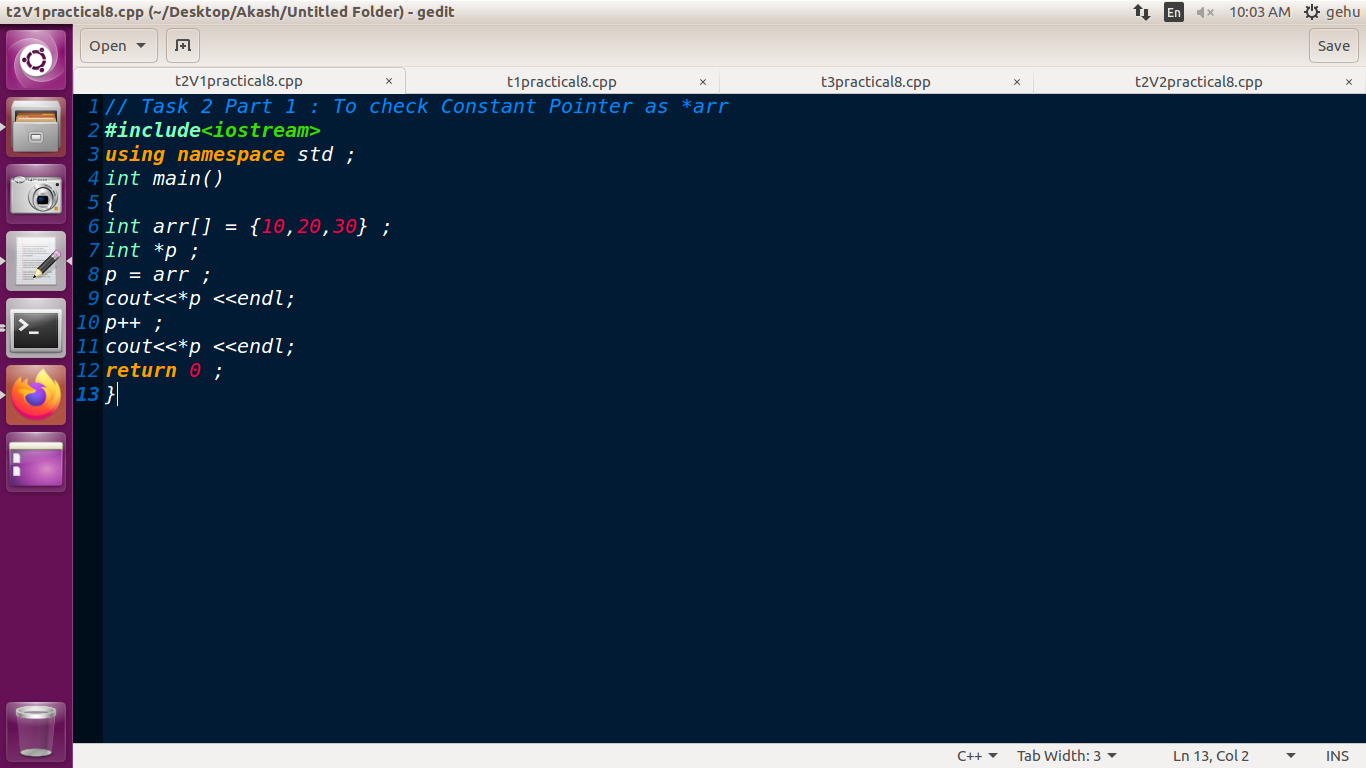 t2V1practical8.cpp (~/Desktop/Akash/Untitled Folder) - gedit
En
10:03 AM
gehu
Open
Save
t2V1practical8.cpp ×
t1practical8.cpp ×
t3practical8.cpp ×
t2V2practical8.cpp ×
1 // Task 2 Part 1 : To check Constant Pointer as *arr
2 #include<iostream>
3 using namespace std ;
4 int main()
5 {
6 int arr[] = {10,20,30} ;
7 int *p ;
8 p = arr ;
9 cout<<*p <<endl;
10 p++ ;
11 cout<<*p <<endl;
12 return 0 ;
13 }
>_
C++
Tab Width: 3
Ln 13, Col 2
INS